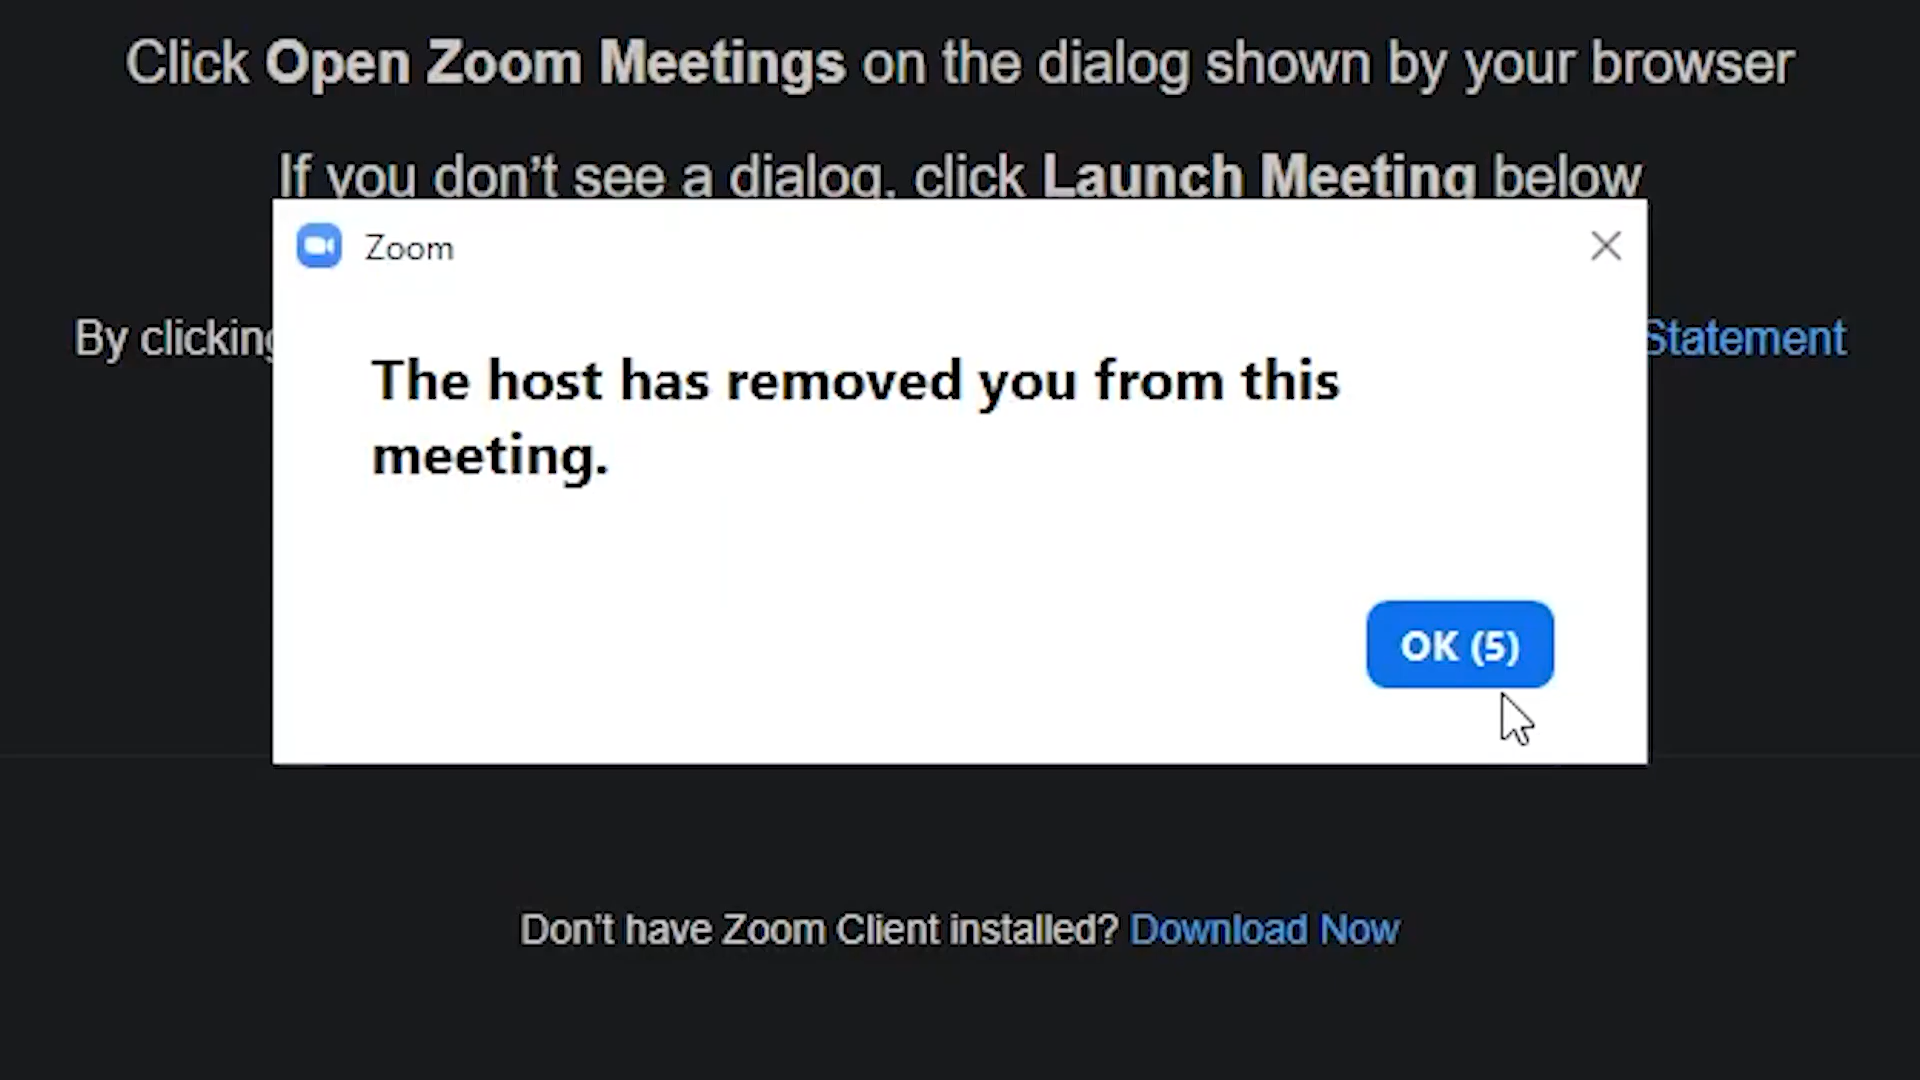 Click Open Zoom Meetings on the dialog shown by your browser
If you don’t see a dialog, click Launch Meeting below
Zoom
By clicking
Statement
The host has removed you from this
meeting.
OK (5)
Don't have Zoom Client installed? Download Now